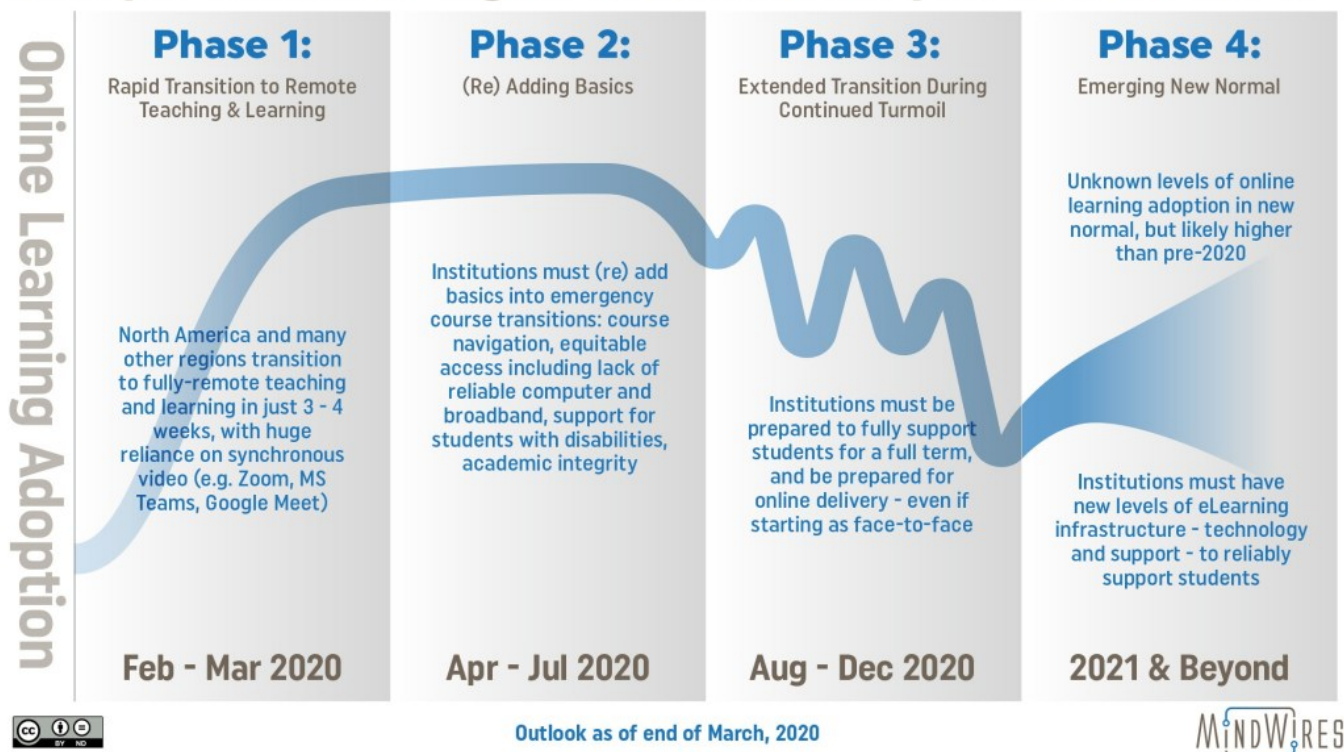 Online Learning Adoption
Phase 1:
Rapid Transition to Remote
Teaching & Learning
North America and many
other regions transition
to fully-remote teaching
and learning in just 3 - 4
weeks, with huge
reliance on synchronous
video (e.g. Zoom, MS
Teams, Google Meet)
Feb - Mar 2020
Phase 2:
(Re) Adding Basics
Institutions must (re) add
basics into emergency
course transitions: course
navigation, equitable
access including lack of
reliable computer and
broadband, support for
students with disabilities,
academic integrity
Apr - Jul 2020
Phase 3:
Extended Transition During
Continued Turmoil
Institutions must be
prepared to fully support
students for a full term,
and be prepared for
online delivery - even if
starting as face-to-face
Aug - Dec 2020
Phase 4:
Emerging New Normal
Unknown levels of online
learning adoption in new
normal, but likely higher
than pre-2020
Institutions must have
new levels of eLearning
infrastructure - technology
and support - to reliably
support students
2021 & Beyond
cc
BY ND
Outlook as of end of March, 2020
MINDWIRES